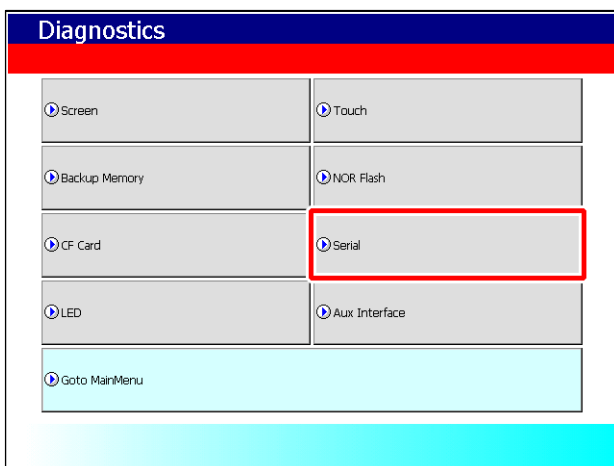 Diagnostics
Screen
Touch
Backup Memory
NOR Flash
CF Card
Serial
LED
Aux Interface
Goto MainMenu